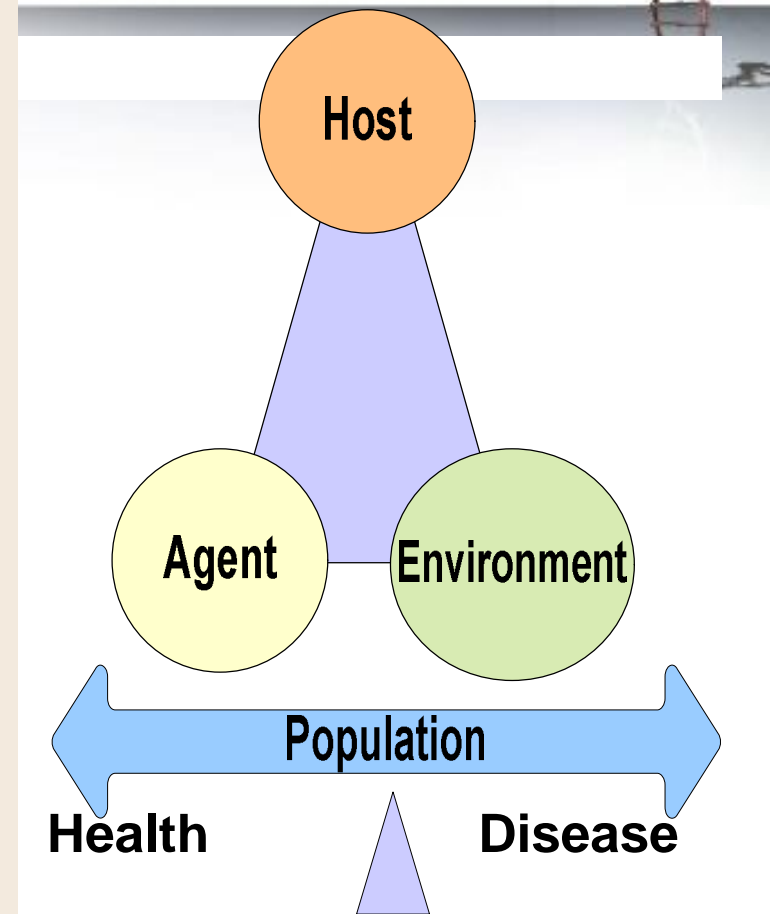 Host
Agent
Environment
Population
Health
Disease